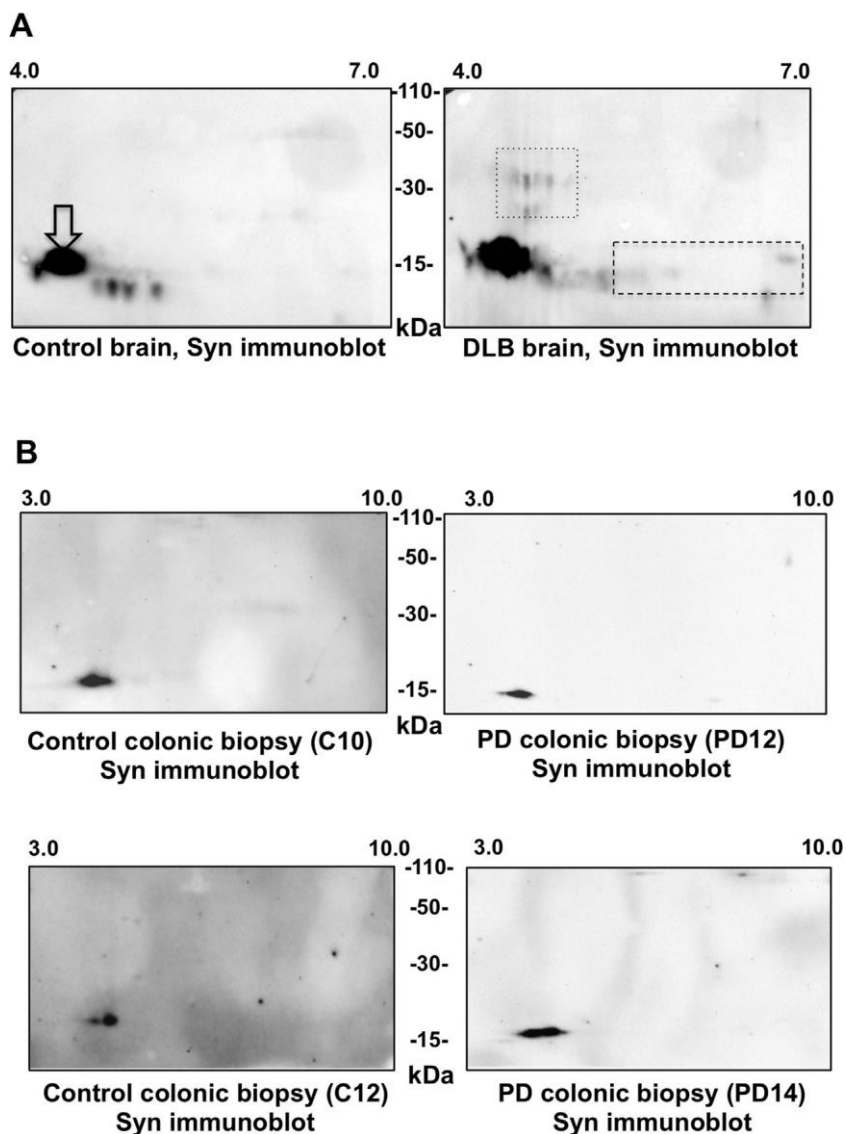 A
4.0 7.0 4.0 7.0
-110-
-50-
-30-
-15-
kDa
Control brain, Syn immunoblot DLB brain, Syn immunoblot
B
3.0 10.0 3.0 10.0
-110-
-50-
-30-
-15-
kDa
Control colonic biopsy (C10) PD colonic biopsy (PD12)
Syn immunoblot Syn immunoblot
3.0 10.0 3.0 10.0
-110-
-50-
-30-
-15-
kDa
Control colonic biopsy (C12) PD colonic biopsy (PD14)
Syn immunoblot Syn immunoblot